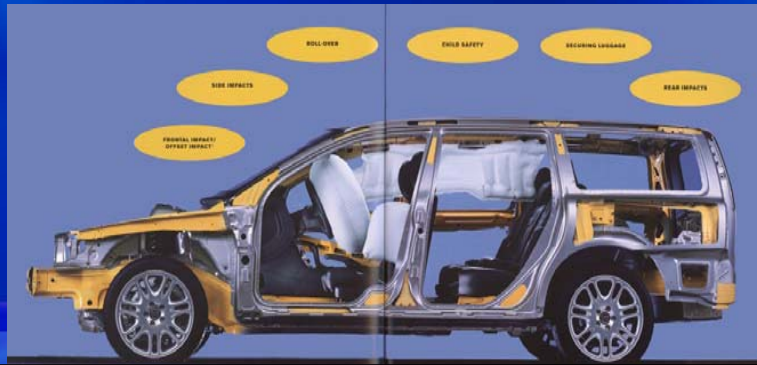 ROLL-OVER
CHILD SAFETY
SECURING LUGGAGE
SIDE IMPACTS
REAR IMPACTS
FRONTAL IMPACT/
OFFSET IMPACT